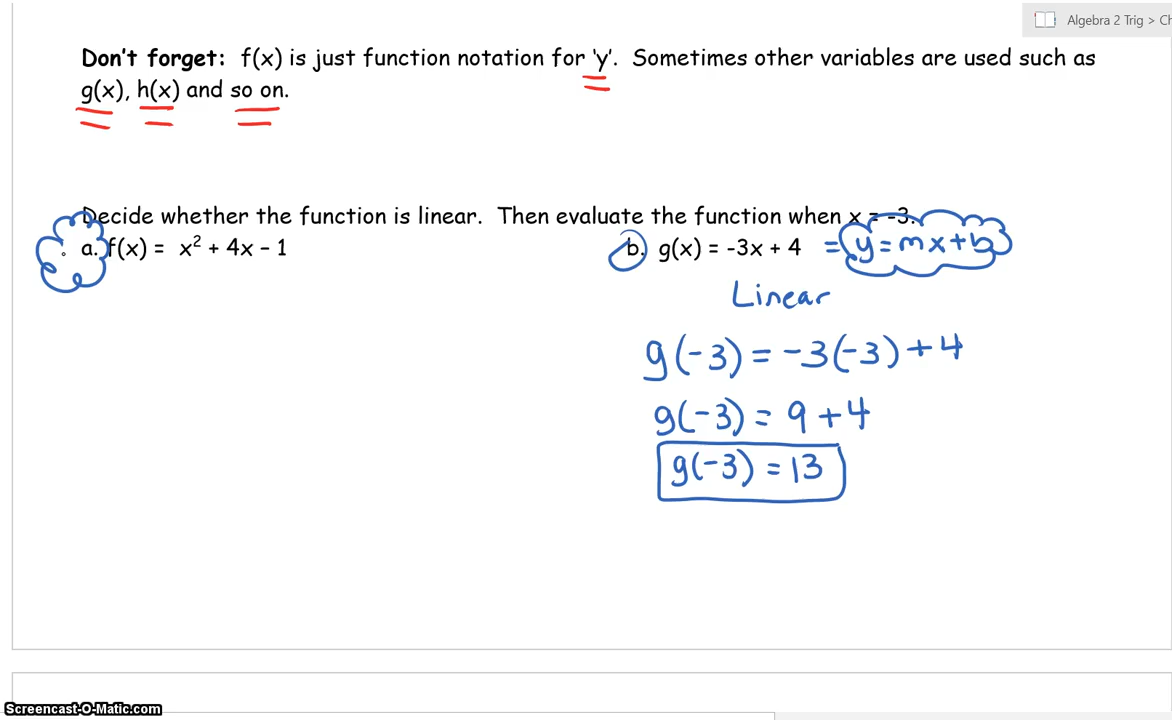 Algebra 2 Trig > Ch
Don't forget: f(x) is just function notation for 'y'. Sometimes other variables are used such as
g(x), h(x) and so on.
Decide whether the function is linear. Then evaluate the function when x = -3.
a. f(x) = x² + 4x – 1
b. g(x) = -3x + 4 = y = mx + b
Linear
g(-3) = -3(-3) + 4
g(-3) = 9 + 4
g(-3) = 13
Screencast-O-Matic.com